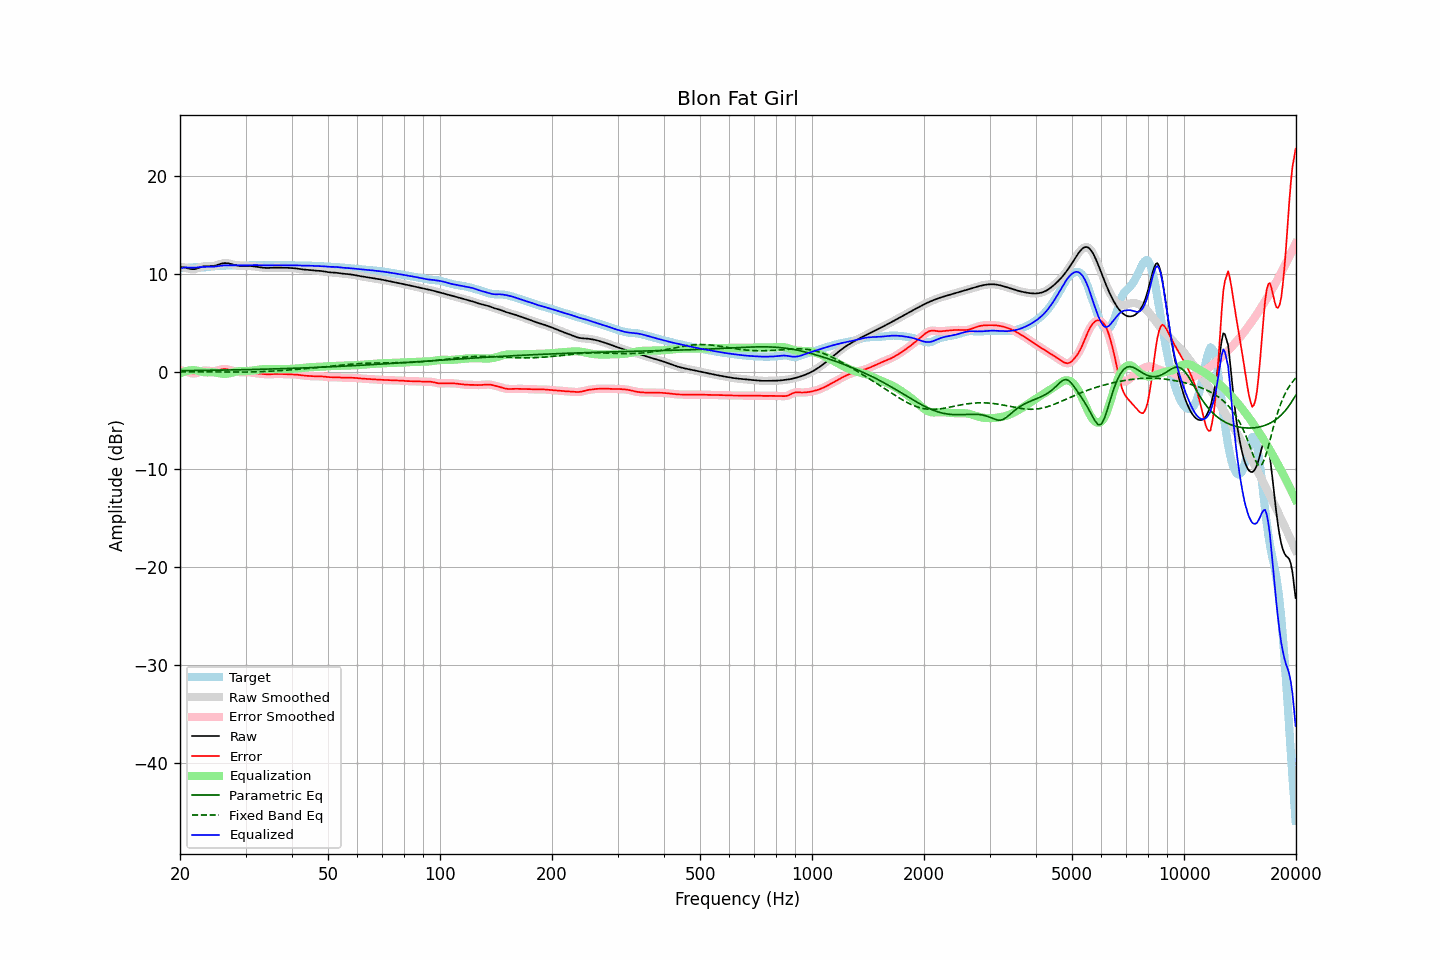 Blon Fat Girl
Amplitude (dBr)
20
10
0
−10
−20
−30
−40
Target
Raw Smoothed
Error Smoothed
Raw
Error
Equalization
Parametric Eq
Fixed Band Eq
Equalized
20 50 100 200 500 1000 2000 5000 10000 20000
Frequency (Hz)